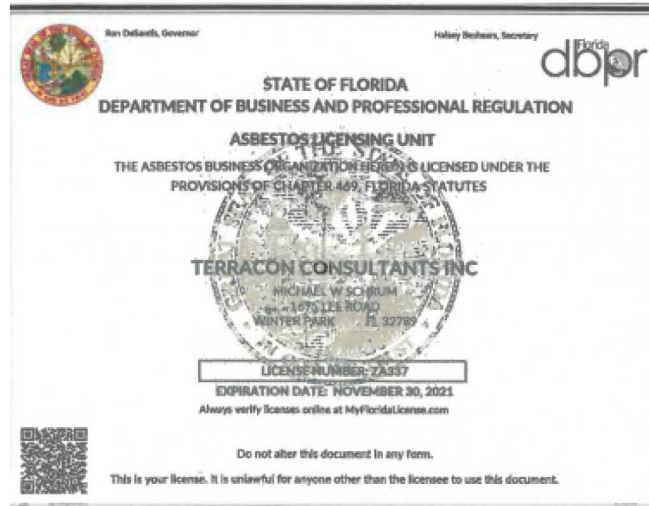 Ron DeSantis, Governor
Halsey Beshears, Secretary
Florida
dbpr
STATE OF FLORIDA
DEPARTMENT OF BUSINESS AND PROFESSIONAL REGULATION
ASBESTOS LICENSING UNIT
THE ASBESTOS BUSINESS ORGANIZATION HEREIN IS LICENSED UNDER THE
PROVISIONS OF CHAPTER 469, FLORIDA STATUTES
TERRACON CONSULTANTS INC
MICHAEL W SCHRUM
1675 LEE ROAD
WINTER PARK FL 32789
LICENSE NUMBER: ZA337
EXPIRATION DATE: NOVEMBER 30, 2021
Always verify licenses online at MyFloridaLicense.com
Do not alter this document in any form.
This is your license. It is unlawful for anyone other than the licensee to use this document.